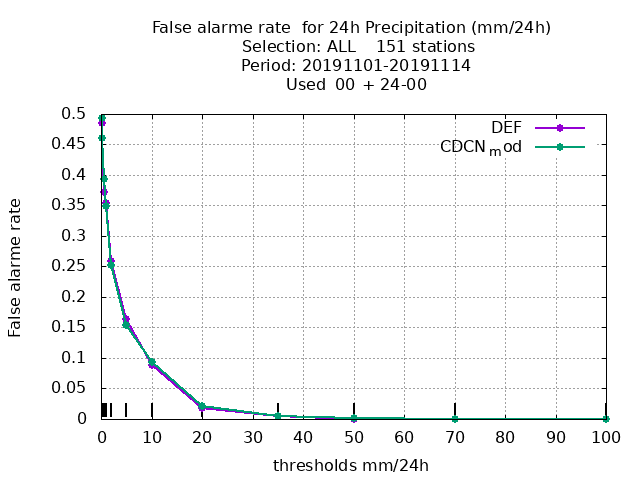 False alarme rate  for 24h Precipitation (mm/24h)
Selection: ALL    151 stations
Period: 20191101-20191114
Used  00 + 24-00
DEF
CDCN_mod
False alarme rate
0.5
0.45
0.4
0.35
0.3
0.25
0.2
0.15
0.1
0.05
0
0 10 20 30 40 50 60 70 80 90 100
thresholds mm/24h